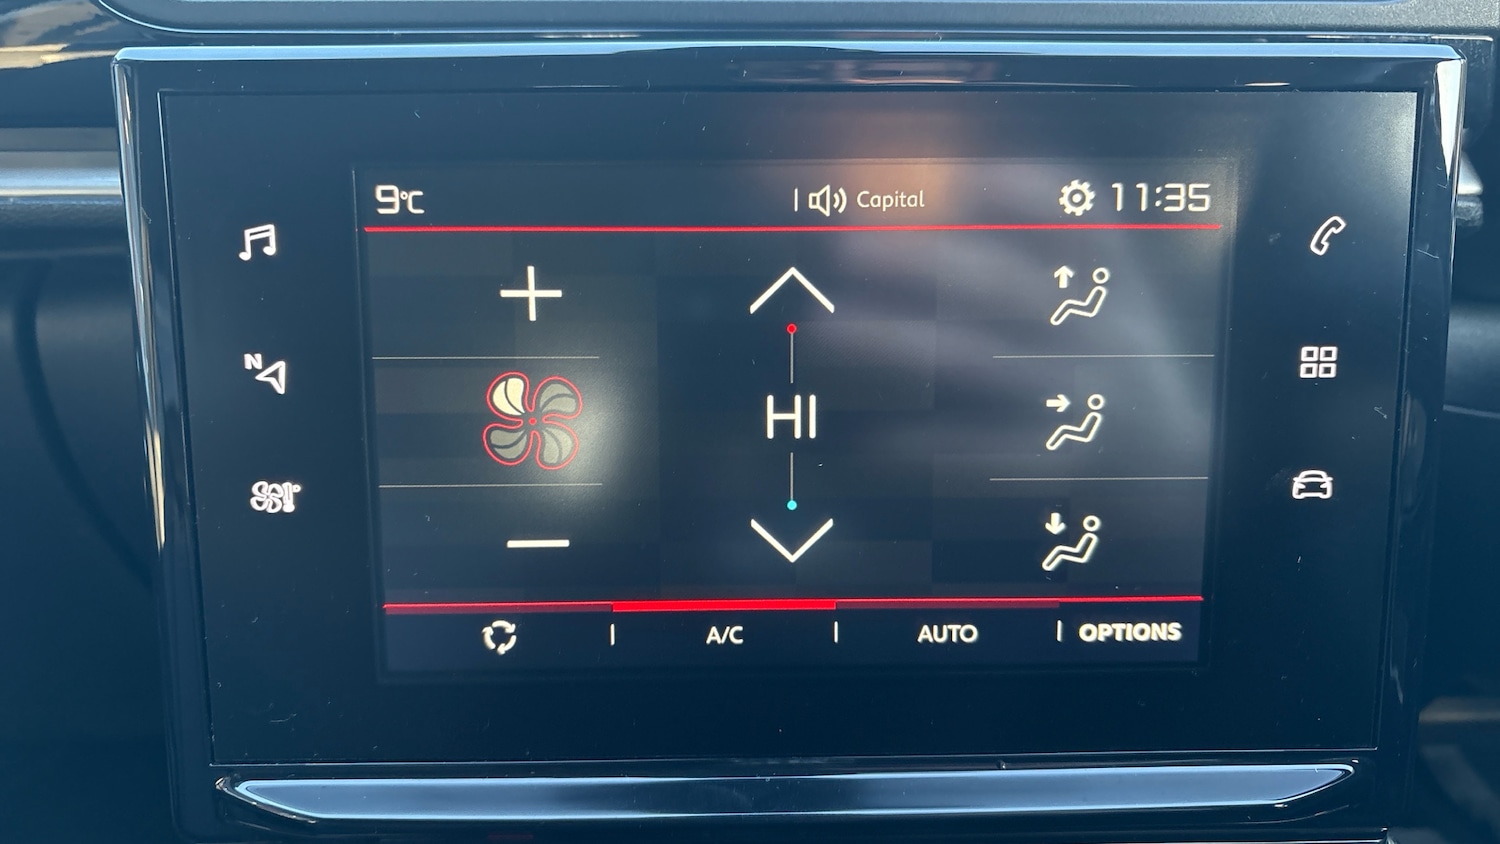 9°C
Capital
11:35
N
HI
A/C
AUTO
OPTIONS